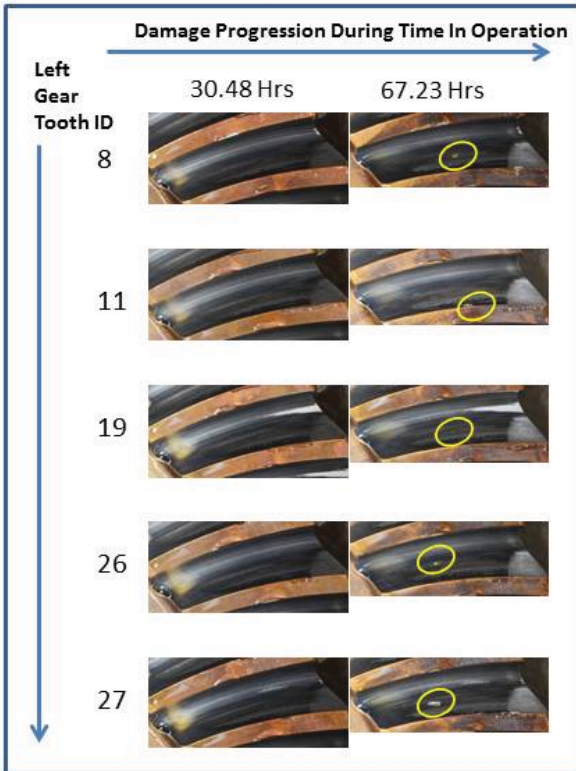 Damage Progression During Time In Operation
Left
Gear
Tooth ID
30.48 Hrs
67.23 Hrs
8
11
19
26
27